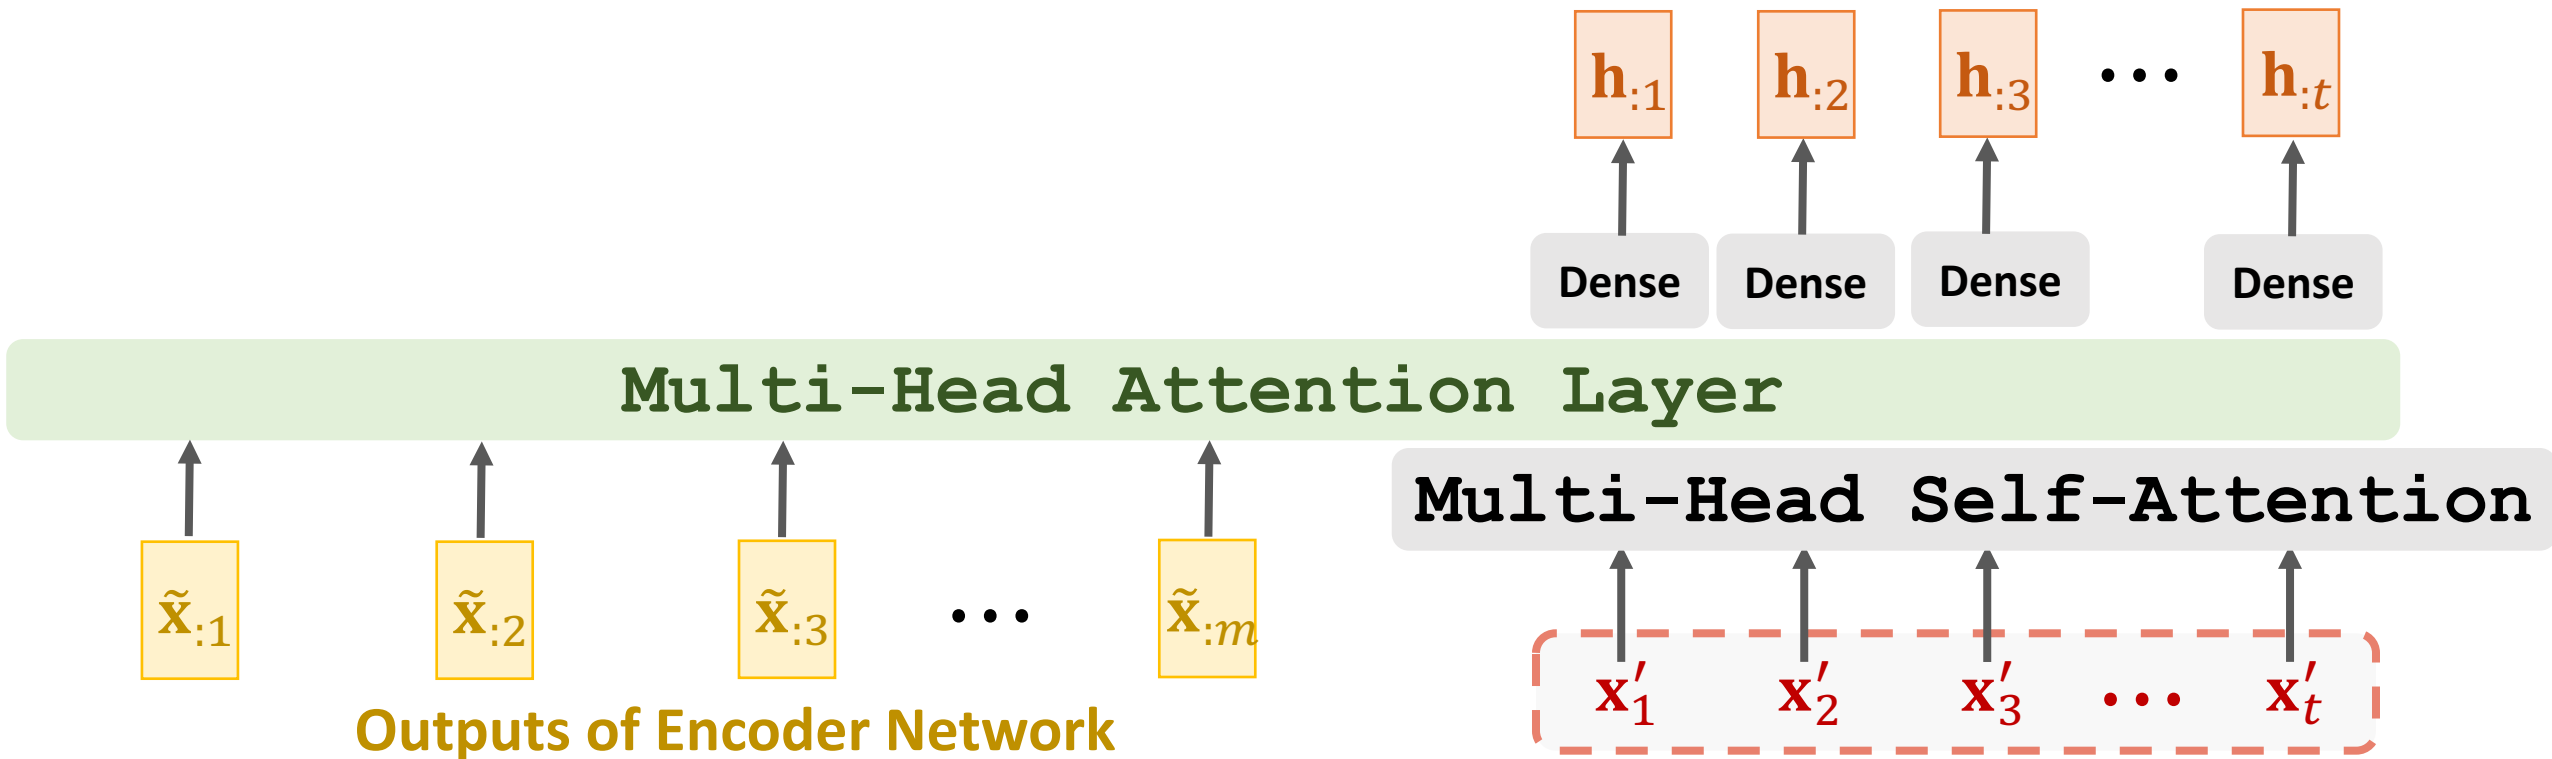 h:1 h:2 h:3 ··· h:t
Dense Dense Dense Dense
Multi-Head Attention Layer
Multi-Head Self-Attention
x̃:1 x̃:2 x̃:3 ··· x̃:m
x′1 x′2 x′3 ··· x′t
Outputs of Encoder Network